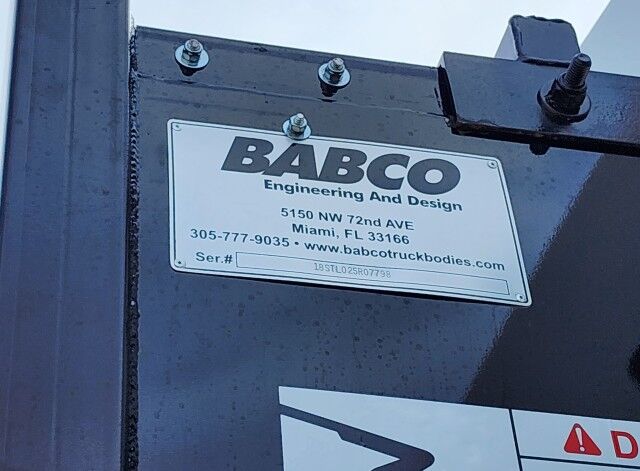 BABCO
Engineering And Design
5150 NW 72nd AVE
Miami, FL 33166
305-777-9035 • www.babcotruckbodies.com
Ser.# 18STL025R07798
D